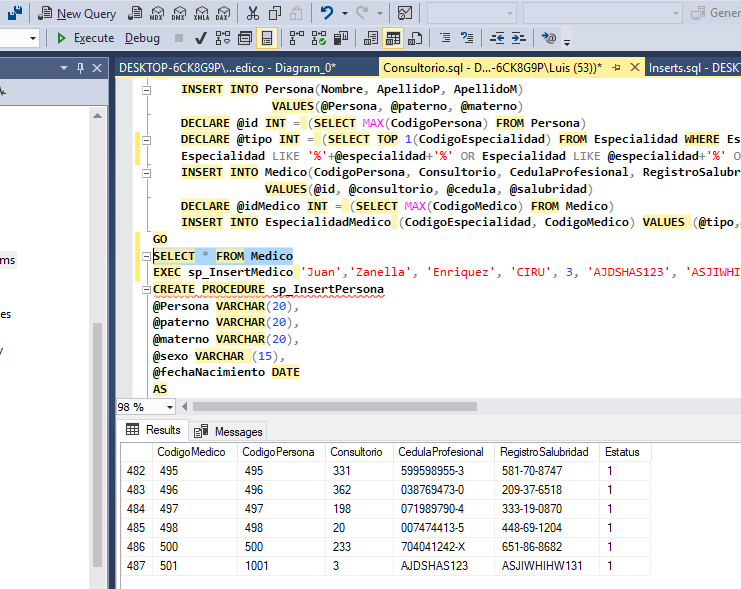 New Query
MDX DMX XMLA DAX
Gener
Execute Debug
DESKTOP-6CK8G9P\...edico - Diagram_0*
Consultorio.sql - D...-6CK8G9P\Luis (53))*
Inserts.sql - DESKT
ms
es
INSERT INTO Persona(Nombre, ApellidoP, ApellidoM)
VALUES(@Persona, @paterno, @materno)
DECLARE @id INT = (SELECT MAX(CodigoPersona) FROM Persona)
DECLARE @tipo INT = (SELECT TOP 1(CodigoEspecialidad) FROM Especialidad WHERE Es
Especialidad LIKE '%'+@especialidad+'%' OR Especialidad LIKE @especialidad+'%' O
INSERT INTO Medico(CodigoPersona, Consultorio, CedulaProfesional, RegistroSalubr
VALUES(@id, @consultorio, @cedula, @salubridad)
DECLARE @idMedico INT = (SELECT MAX(CodigoMedico) FROM Medico)
INSERT INTO EspecialidadMedico (CodigoEspecialidad, CodigoMedico) VALUES (@tipo,
GO
SELECT * FROM Medico
EXEC sp_InsertMedico 'Juan','Zanella', 'Enriquez', 'CIRU', 3, 'AJDSHAS123', 'ASJIWHI
CREATE PROCEDURE sp_InsertPersona
@Persona VARCHAR(20),
@paterno VARCHAR(20),
@materno VARCHAR(20),
@sexo VARCHAR (15),
@fechaNacimiento DATE
AS
98 %
Results Messages
CodigoMedico CodigoPersona Consultorio CedulaProfesional RegistroSalubridad Estatus
482 495 495 331 599598955-3 581-70-8747 1
483 496 496 362 038769473-0 209-37-6518 1
484 497 497 198 071989790-4 333-19-0870 1
485 498 498 20 007474413-5 448-69-1204 1
486 500 500 233 704041242-X 651-86-8682 1
487 501 1001 3 AJDSHAS123 ASJIWHIHW131 1